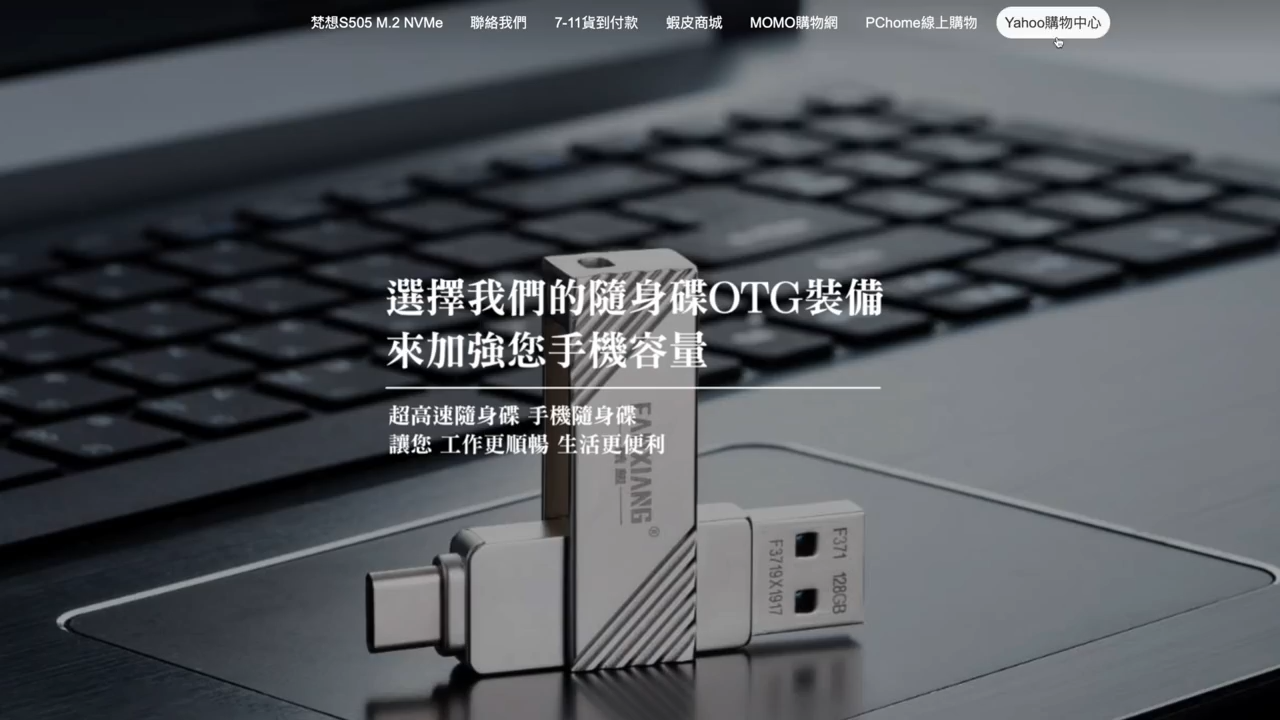 梵想S505 M.2 NVMe 聯絡我們 7-11貨到付款 蝦皮商城 MOMO購物網 PChome線上購物 Yahoo購物中心
選擇我們的隨身碟OTG裝備
來加強您手機容量
超高速隨身碟 手機隨身碟
讓您 工作更順暢 生活更便利
FANXIANG
F371 128GB
F3719X1917